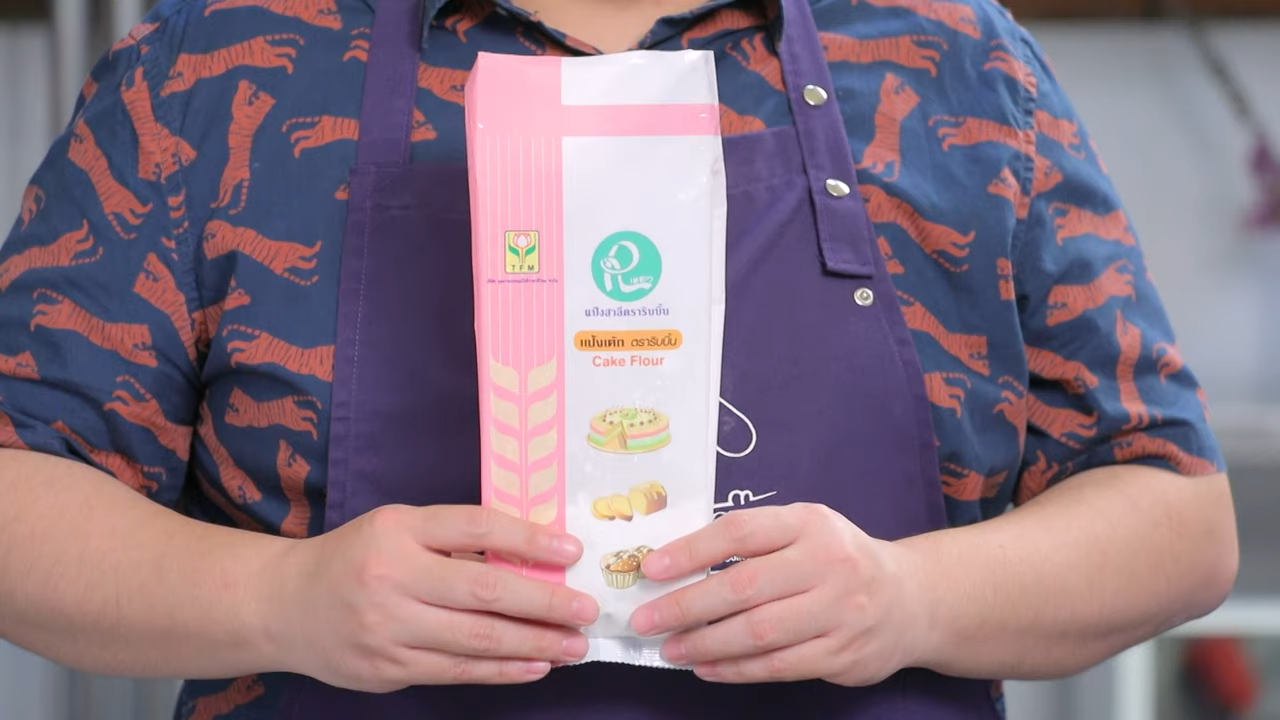 TFM
แป้งสาลีตราริบบิ้น
แป้งเค้ก ตราริบบิ้น
Cake Flour